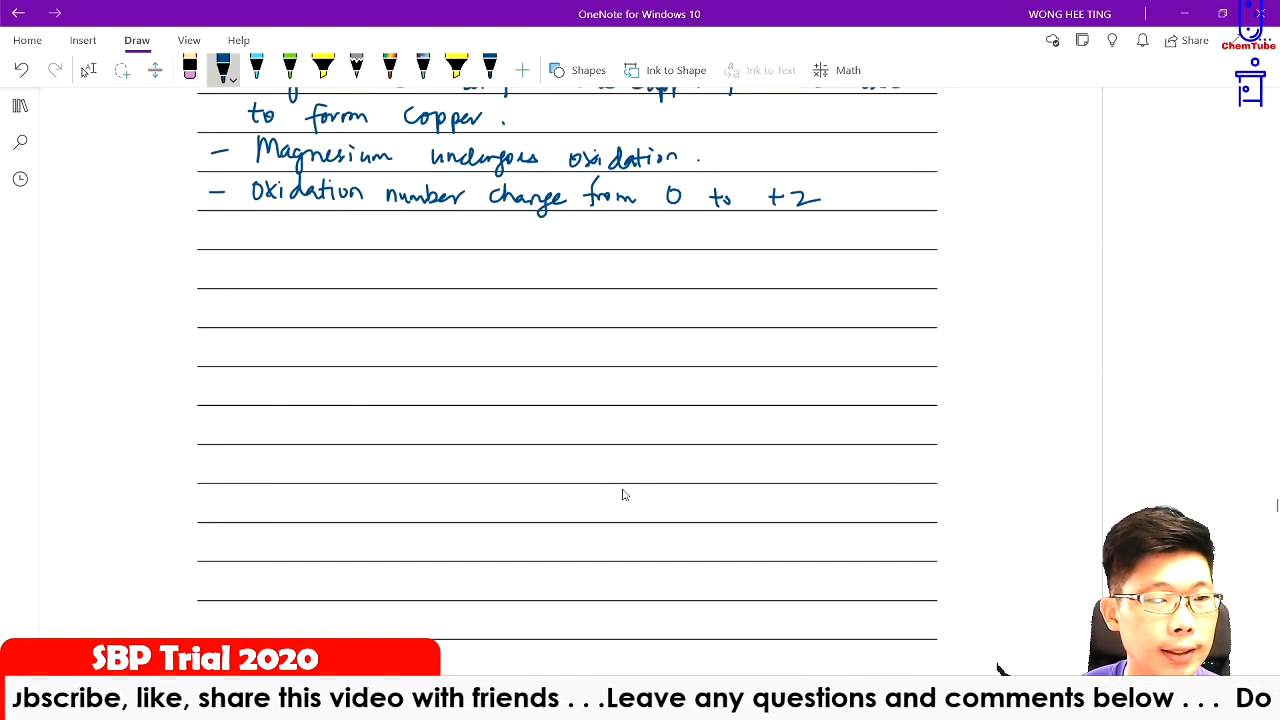 OneNote for Windows 10
WONG HEE TING
Home Insert Draw View Help
Share
ChemTube
Shapes Ink to Shape Ink to Text Math
to form copper.
- Magnesium undergoes oxidation.
- Oxidation number change from 0 to +2
SBP Trial 2020
ubscribe, like, share this video with friends . . .Leave any questions and comments below . . . Do